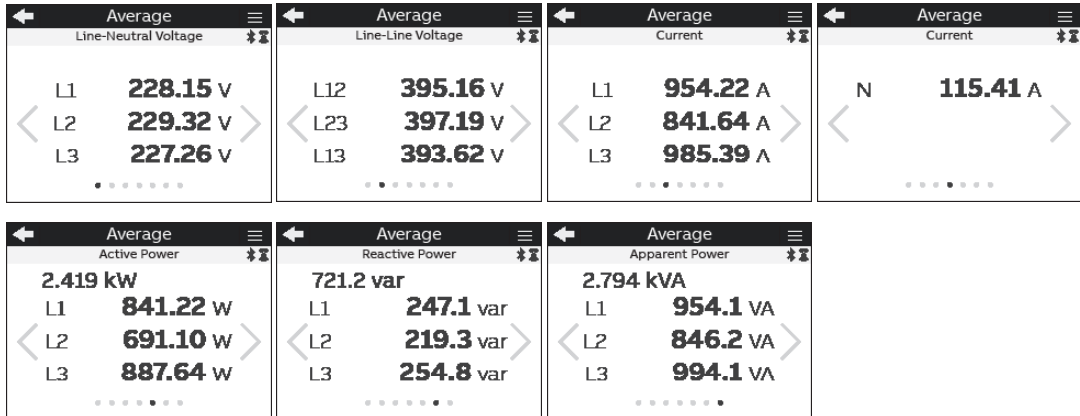 Average
Line-Neutral Voltage
L1 228.15 V
L2 229.32 V
L3 227.26 V
Average
Line-Line Voltage
L12 395.16 V
L23 397.19 V
L13 393.62 V
Average
Current
L1 954.22 A
L2 841.64 A
L3 985.39 A
Average
Current
N 115.41 A
Average
Active Power
2.419 kW
L1 841.22 W
L2 691.10 W
L3 887.64 W
Average
Reactive Power
721.2 var
L1 247.1 var
L2 219.3 var
L3 254.8 var
Average
Apparent Power
2.794 kVA
L1 954.1 VA
L2 846.2 VA
L3 994.1 VA